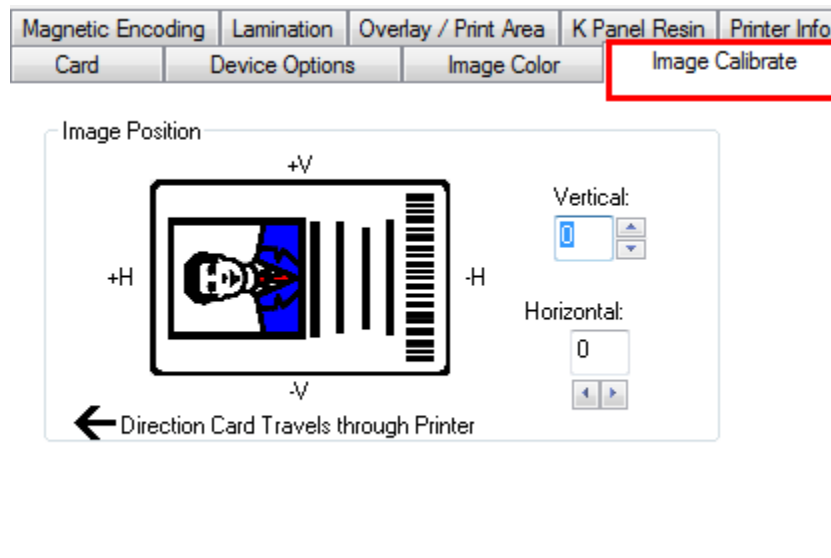 Magnetic Encoding Lamination Overlay / Print Area K Panel Resin Printer Info
Card Device Options Image Color Image Calibrate
Image Position
+V
Vertical:
0
+H
-H
Horizontal:
0
-V
Direction Card Travels through Printer